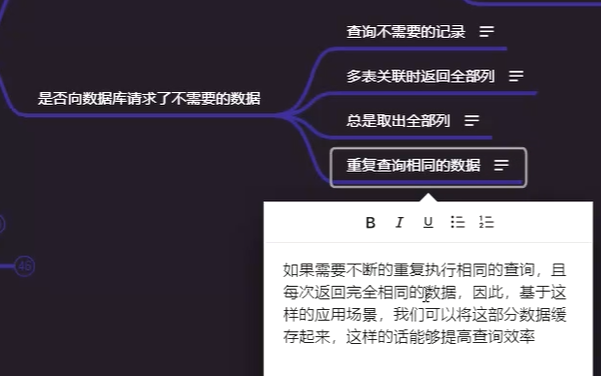 查询不需要的记录
多表关联时返回全部列
是否向数据库请求了不需要的数据
总是取出全部列
重复查询相同的数据
B I U
如果需要不断的重复执行相同的查询，且
每次返回完全相同的数据，因此，基于这
样的应用场景，我们可以将这部分数据缓
存起来，这样的话能够提高查询效率
46